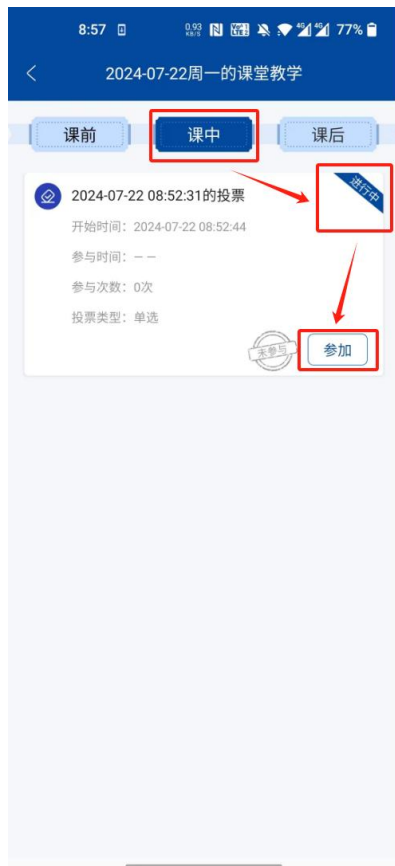 8:57 0.93 KB/S 4G 4G 77%
2024-07-22周一的课堂教学
课前 课中 课后
2024-07-22 08:52:31的投票 进行中
开始时间：2024-07-22 08:52:44
参与时间：— —
参与次数：0次
投票类型：单选
未参与 参加